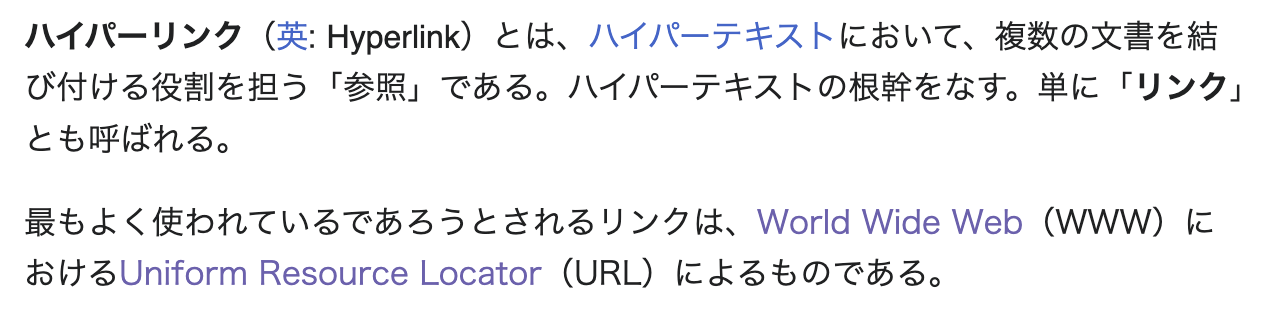 ハイパーリンク（英: Hyperlink）とは、ハイパーテキストにおいて、複数の文書を結
び付ける役割を担う「参照」である。ハイパーテキストの根幹をなす。単に「リンク」
とも呼ばれる。
最もよく使われているであろうとされるリンクは、World Wide Web（WWW）に
おけるUniform Resource Locator（URL）によるものである。